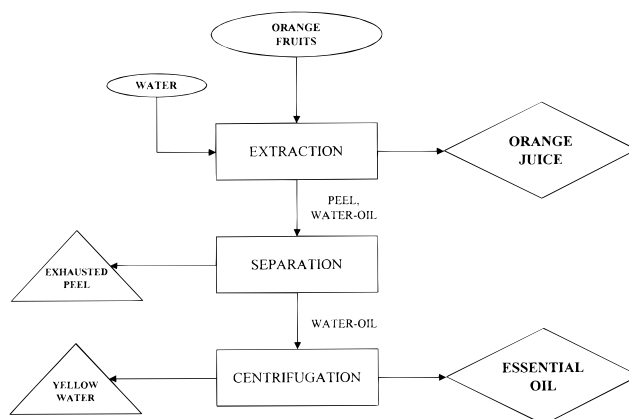 ORANGE
FRUITS
WATER
EXTRACTION
ORANGE
JUICE
PEEL,
WATER-OIL
SEPARATION
EXHAUSTED
PEEL
WATER-OIL
CENTRIFUGATION
YELLOW
WATER
ESSENTIAL
OIL